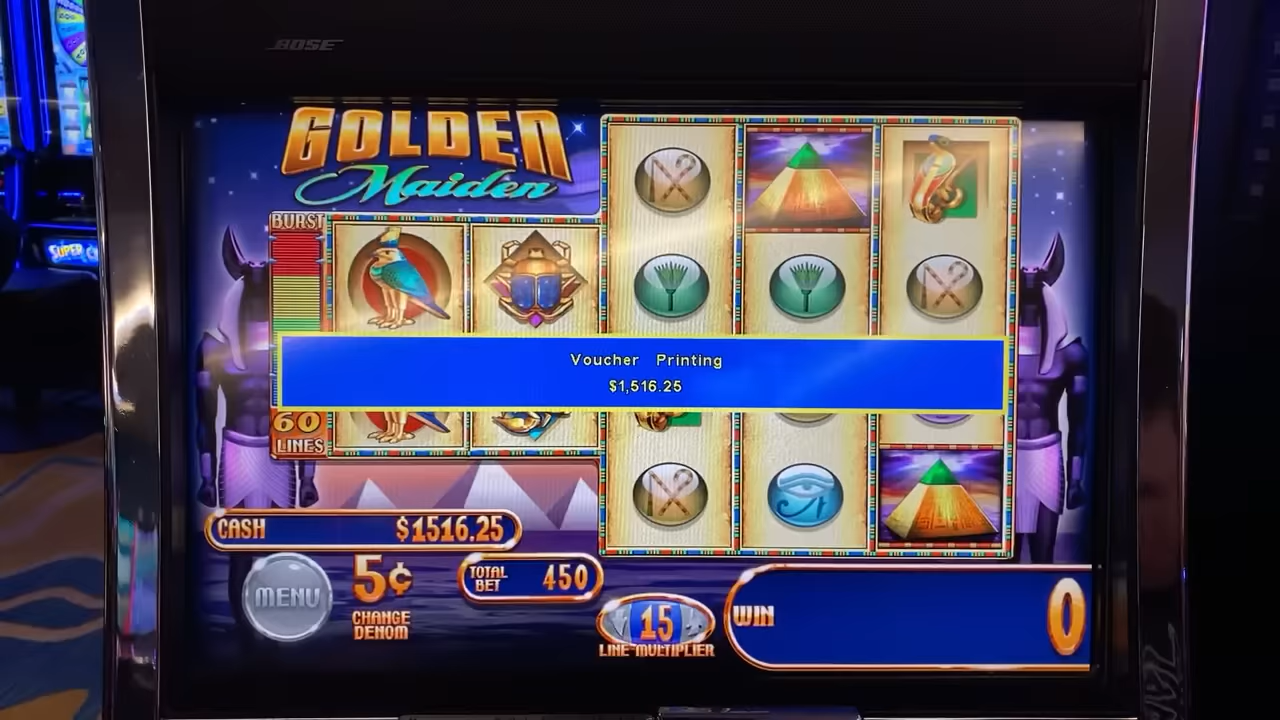 BOSE
GOLDEN
Maiden
BURST
SUPER
Voucher Printing
$1,516.25
60
LINES
CASH $1516.25
MENU
5¢
CHANGE
DENOM
TOTAL
BET
450
15
LINE MULTIPLIER
WIN
0